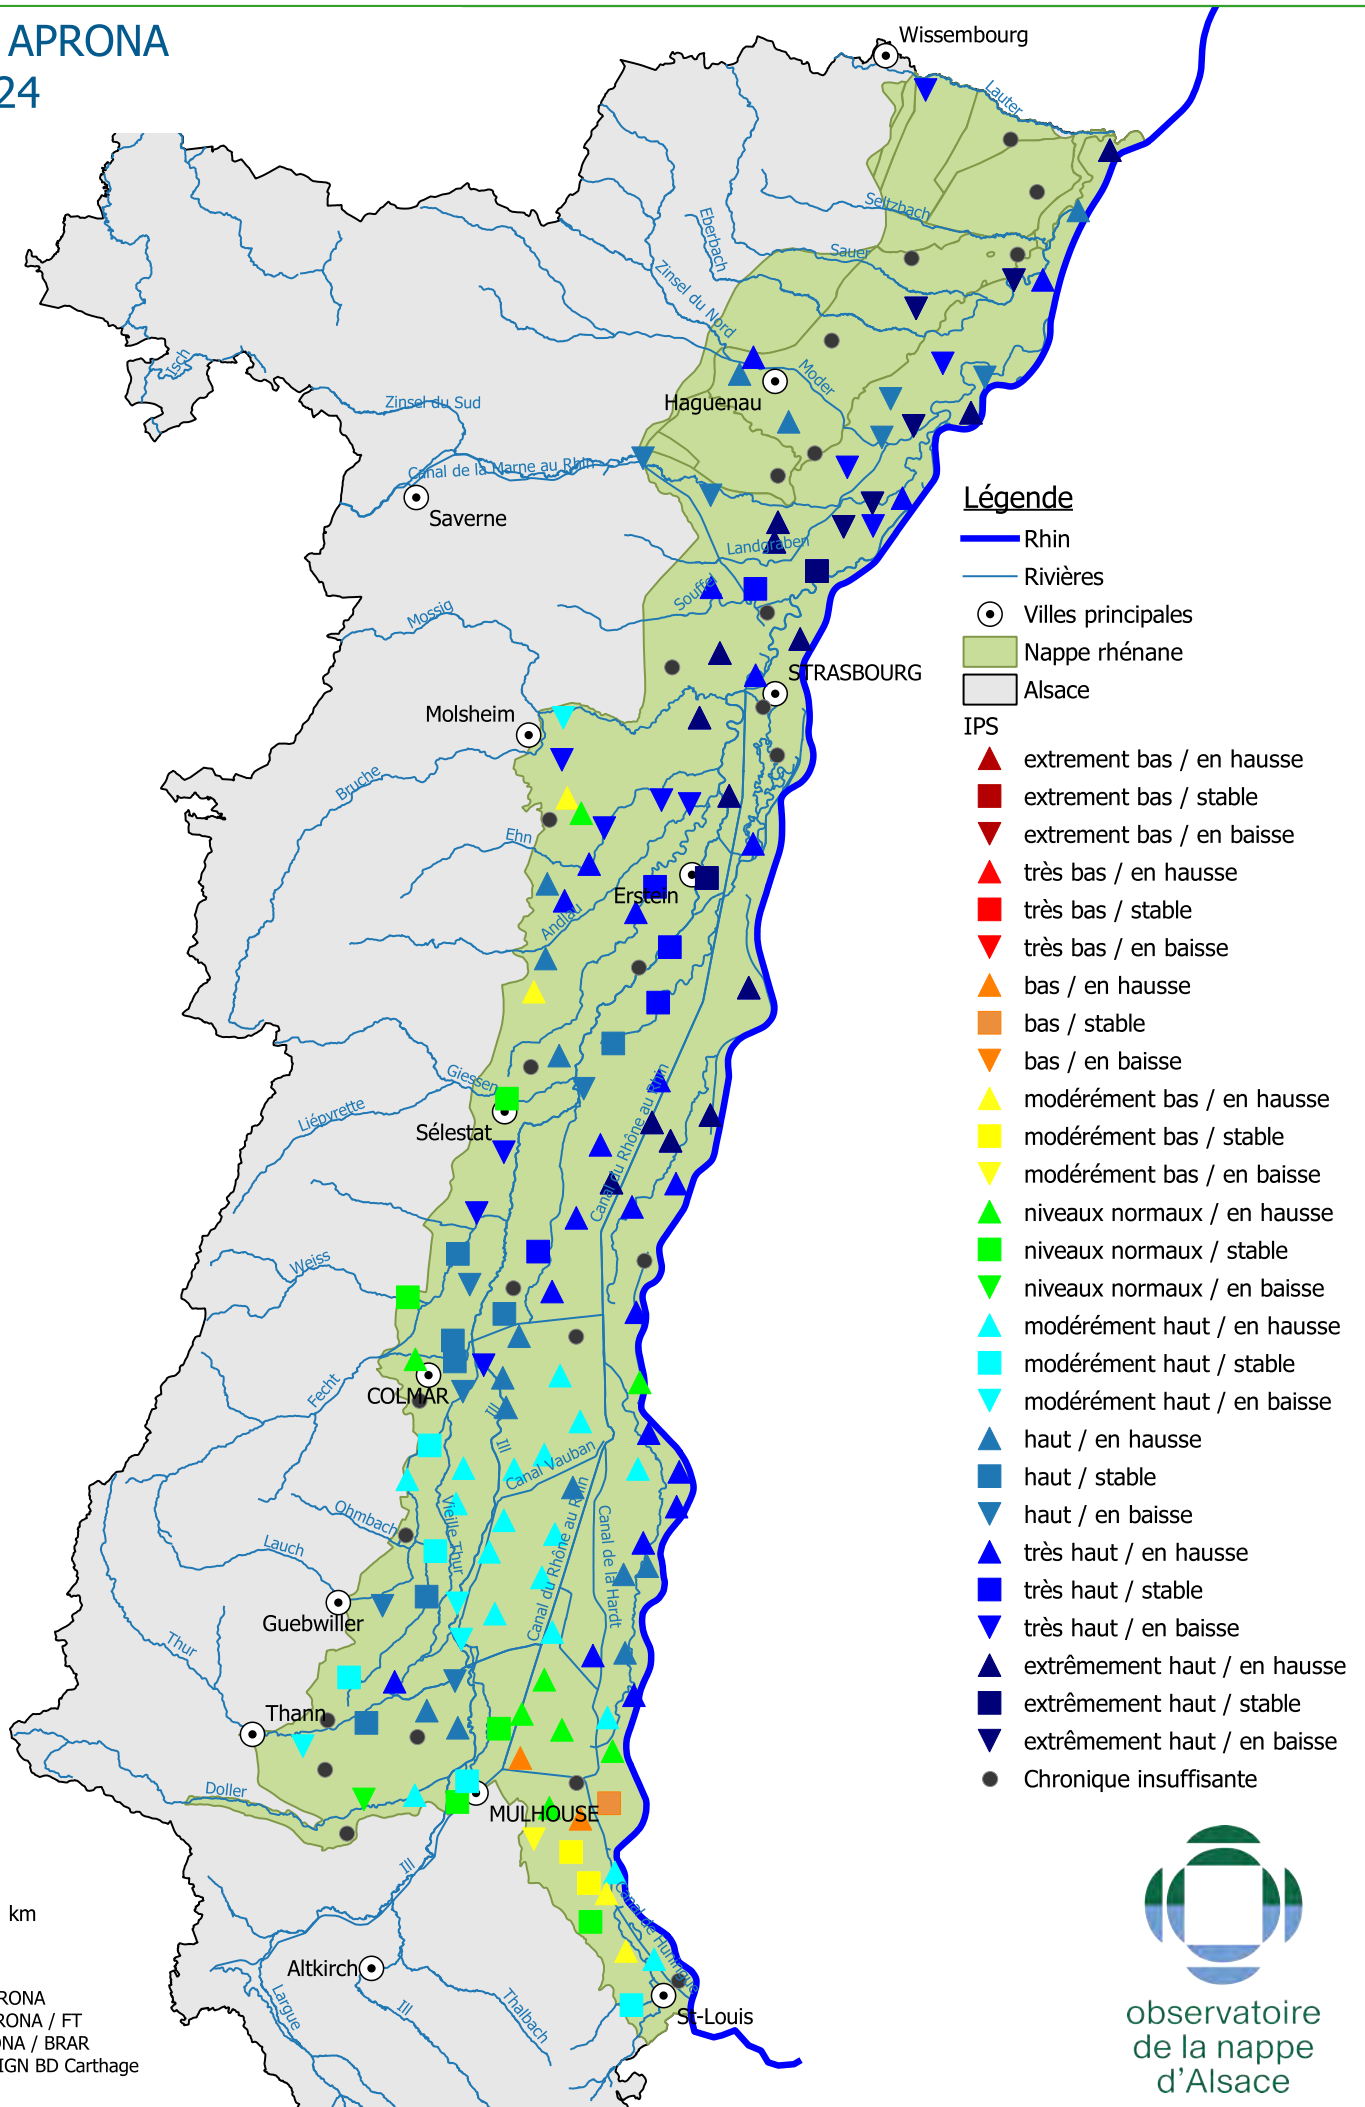 APRONA
24
Wissembourg
Lauter
Seltzbach
Eberbach
Sauer
Zinsel du Nord
Isch
Moder
Zinsel du Sud
Haguenau
Canal de la Marne au Rhin
Saverne
Landgraben
Souffel
Mossig
STRASBOURG
Molsheim
Bruche
Ehn
Erstein
Andlau
Giessen
Liépvrette
Sélestat
Canal du Rhône au Rhin
Weiss
Fecht
COLMAR
Ill
Ill
Canal Vauban
Ohmbach
Vieille Thur
Lauch
Canal du Rhône au Rhin
Canal de la Hardt
Guebwiller
Thur
Thann
Doller
MULHOUSE
Ill
Canal de Huningue
km
Altkirch
Largue
Ill
Thalbach
St-Louis
RONA
RONA / FT
ONA / BRAR
IGN BD Carthage
Légende
Rhin
Rivières
Villes principales
Nappe rhénane
Alsace
IPS
extrement bas / en hausse
extrement bas / stable
extrement bas / en baisse
très bas / en hausse
très bas / stable
très bas / en baisse
bas / en hausse
bas / stable
bas / en baisse
modérément bas / en hausse
modérément bas / stable
modérément bas / en baisse
niveaux normaux / en hausse
niveaux normaux / stable
niveaux normaux / en baisse
modérément haut / en hausse
modérément haut / stable
modérément haut / en baisse
haut / en hausse
haut / stable
haut / en baisse
très haut / en hausse
très haut / stable
très haut / en baisse
extrêmement haut / en hausse
extrêmement haut / stable
extrêmement haut / en baisse
Chronique insuffisante
observatoire
de la nappe
d'Alsace